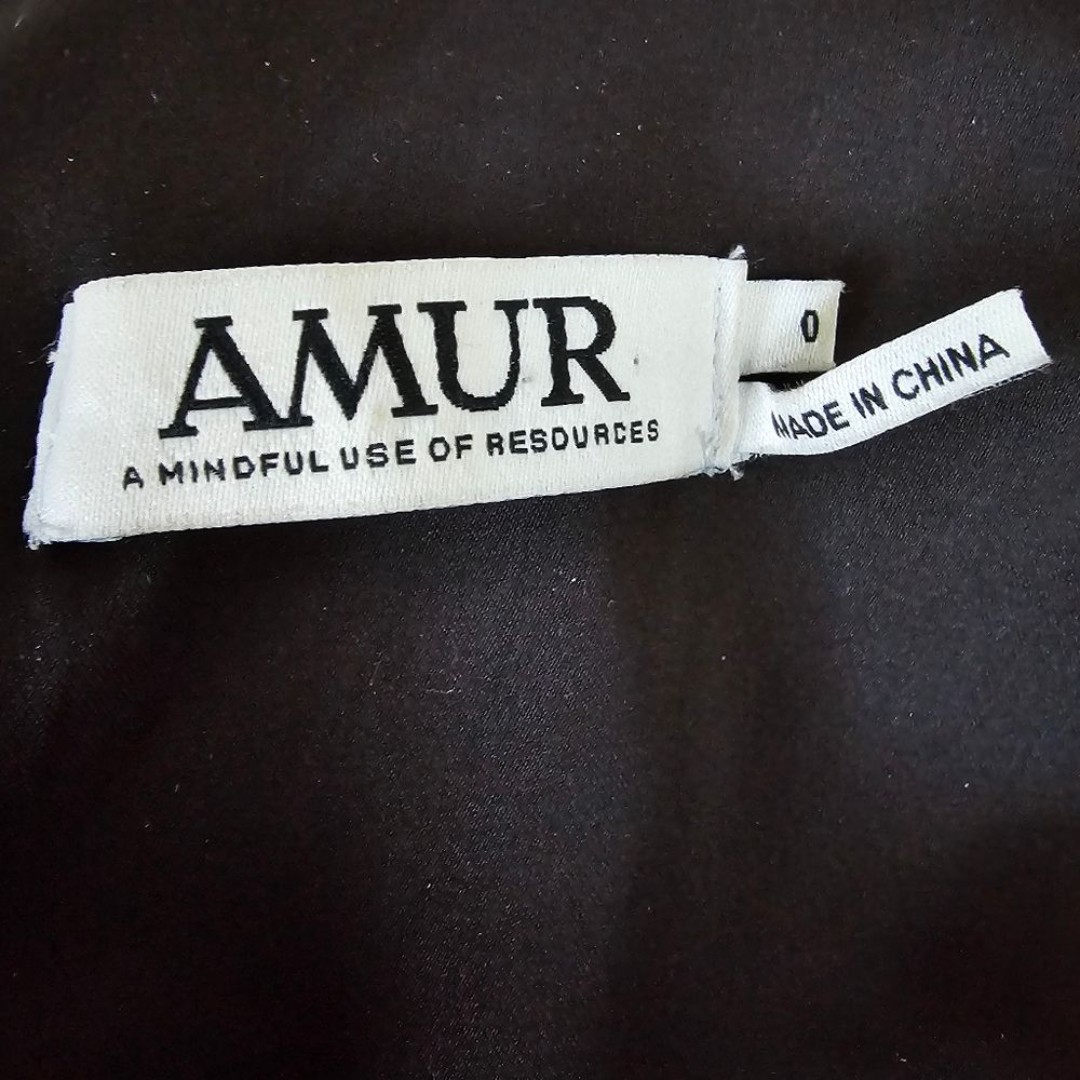 AMUR
A MINDFUL USE OF RESOURCES
0
MADE IN CHINA